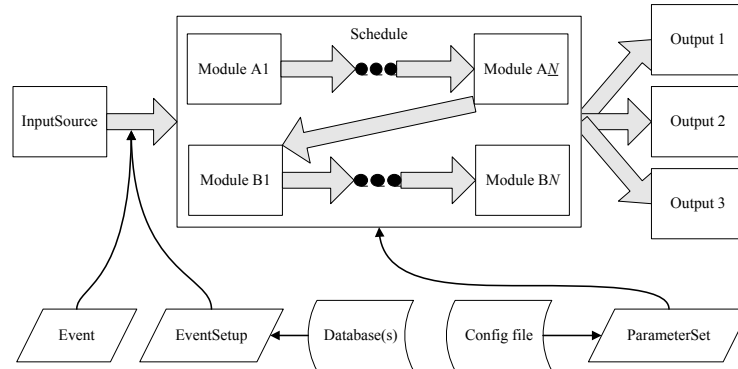 Schedule
Output 1
Module A1
Module AN
InputSource
Output 2
Module B1
Module BN
Output 3
Event
EventSetup
Database(s)
Config file
ParameterSet